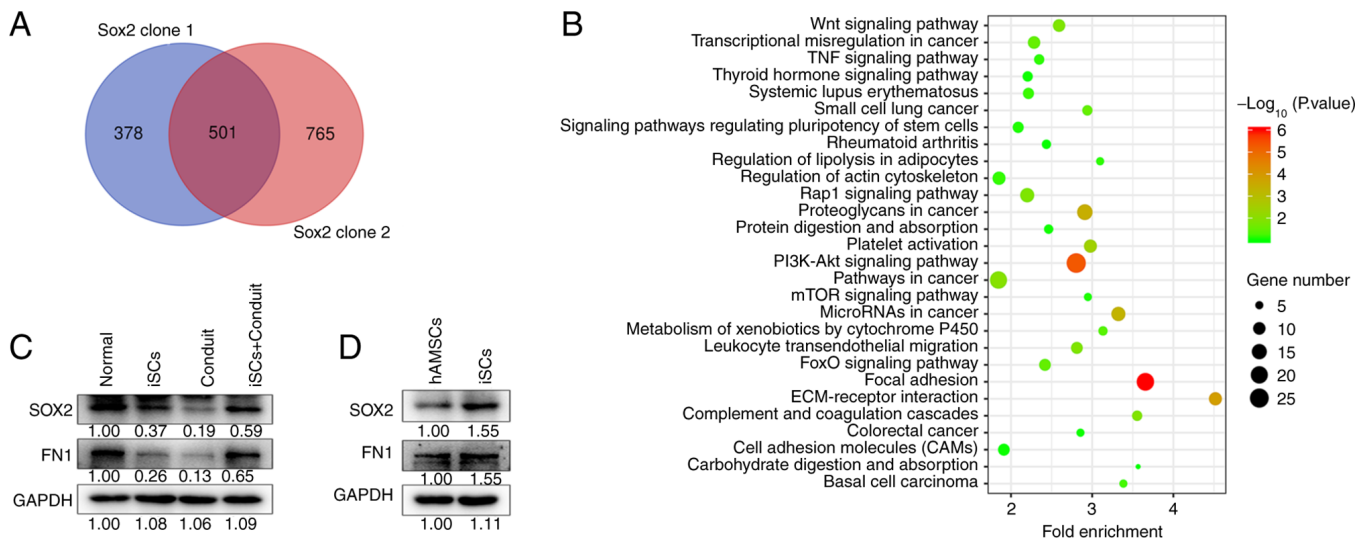 A
Sox2 clone 1
378
501
765
Sox2 clone 2
B
Wnt signaling pathway
Transcriptional misregulation in cancer
TNF signaling pathway
Thyroid hormone signaling pathway
Systemic lupus erythematosus
Small cell lung cancer
Signaling pathways regulating pluripotency of stem cells
Rheumatoid arthritis
Regulation of lipolysis in adipocytes
Regulation of actin cytoskeleton
Rap1 signaling pathway
Proteoglycans in cancer
Protein digestion and absorption
Platelet activation
PI3K-Akt signaling pathway
Pathways in cancer
mTOR signaling pathway
MicroRNAs in cancer
Metabolism of xenobiotics by cytochrome P450
Leukocyte transendothelial migration
FoxO signaling pathway
Focal adhesion
ECM-receptor interaction
Complement and coagulation cascades
Colorectal cancer
Cell adhesion molecules (CAMs)
Carbohydrate digestion and absorption
Basal cell carcinoma
2 3 4
Fold enrichment
−Log10 (P.value)
6
5
4
3
2
Gene number
5
10
15
20
25
C
Normal
iSCs
Conduit
iSCs+Conduit
SOX2
1.00 0.37 0.19 0.59
FN1
1.00 0.26 0.13 0.65
GAPDH
1.00 1.08 1.06 1.09
D
hAMSCs
iSCs
SOX2
1.00 1.55
FN1
1.00 1.55
GAPDH
1.00 1.11